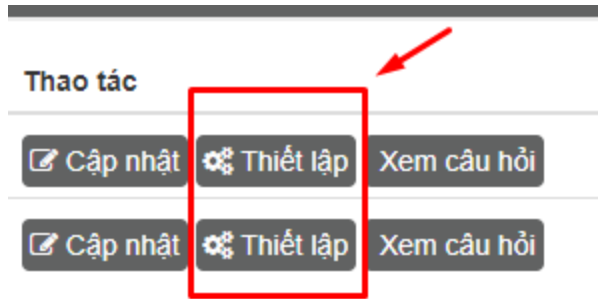 Thao tác
Cập nhật Thiết lập Xem câu hỏi
Cập nhật Thiết lập Xem câu hỏi